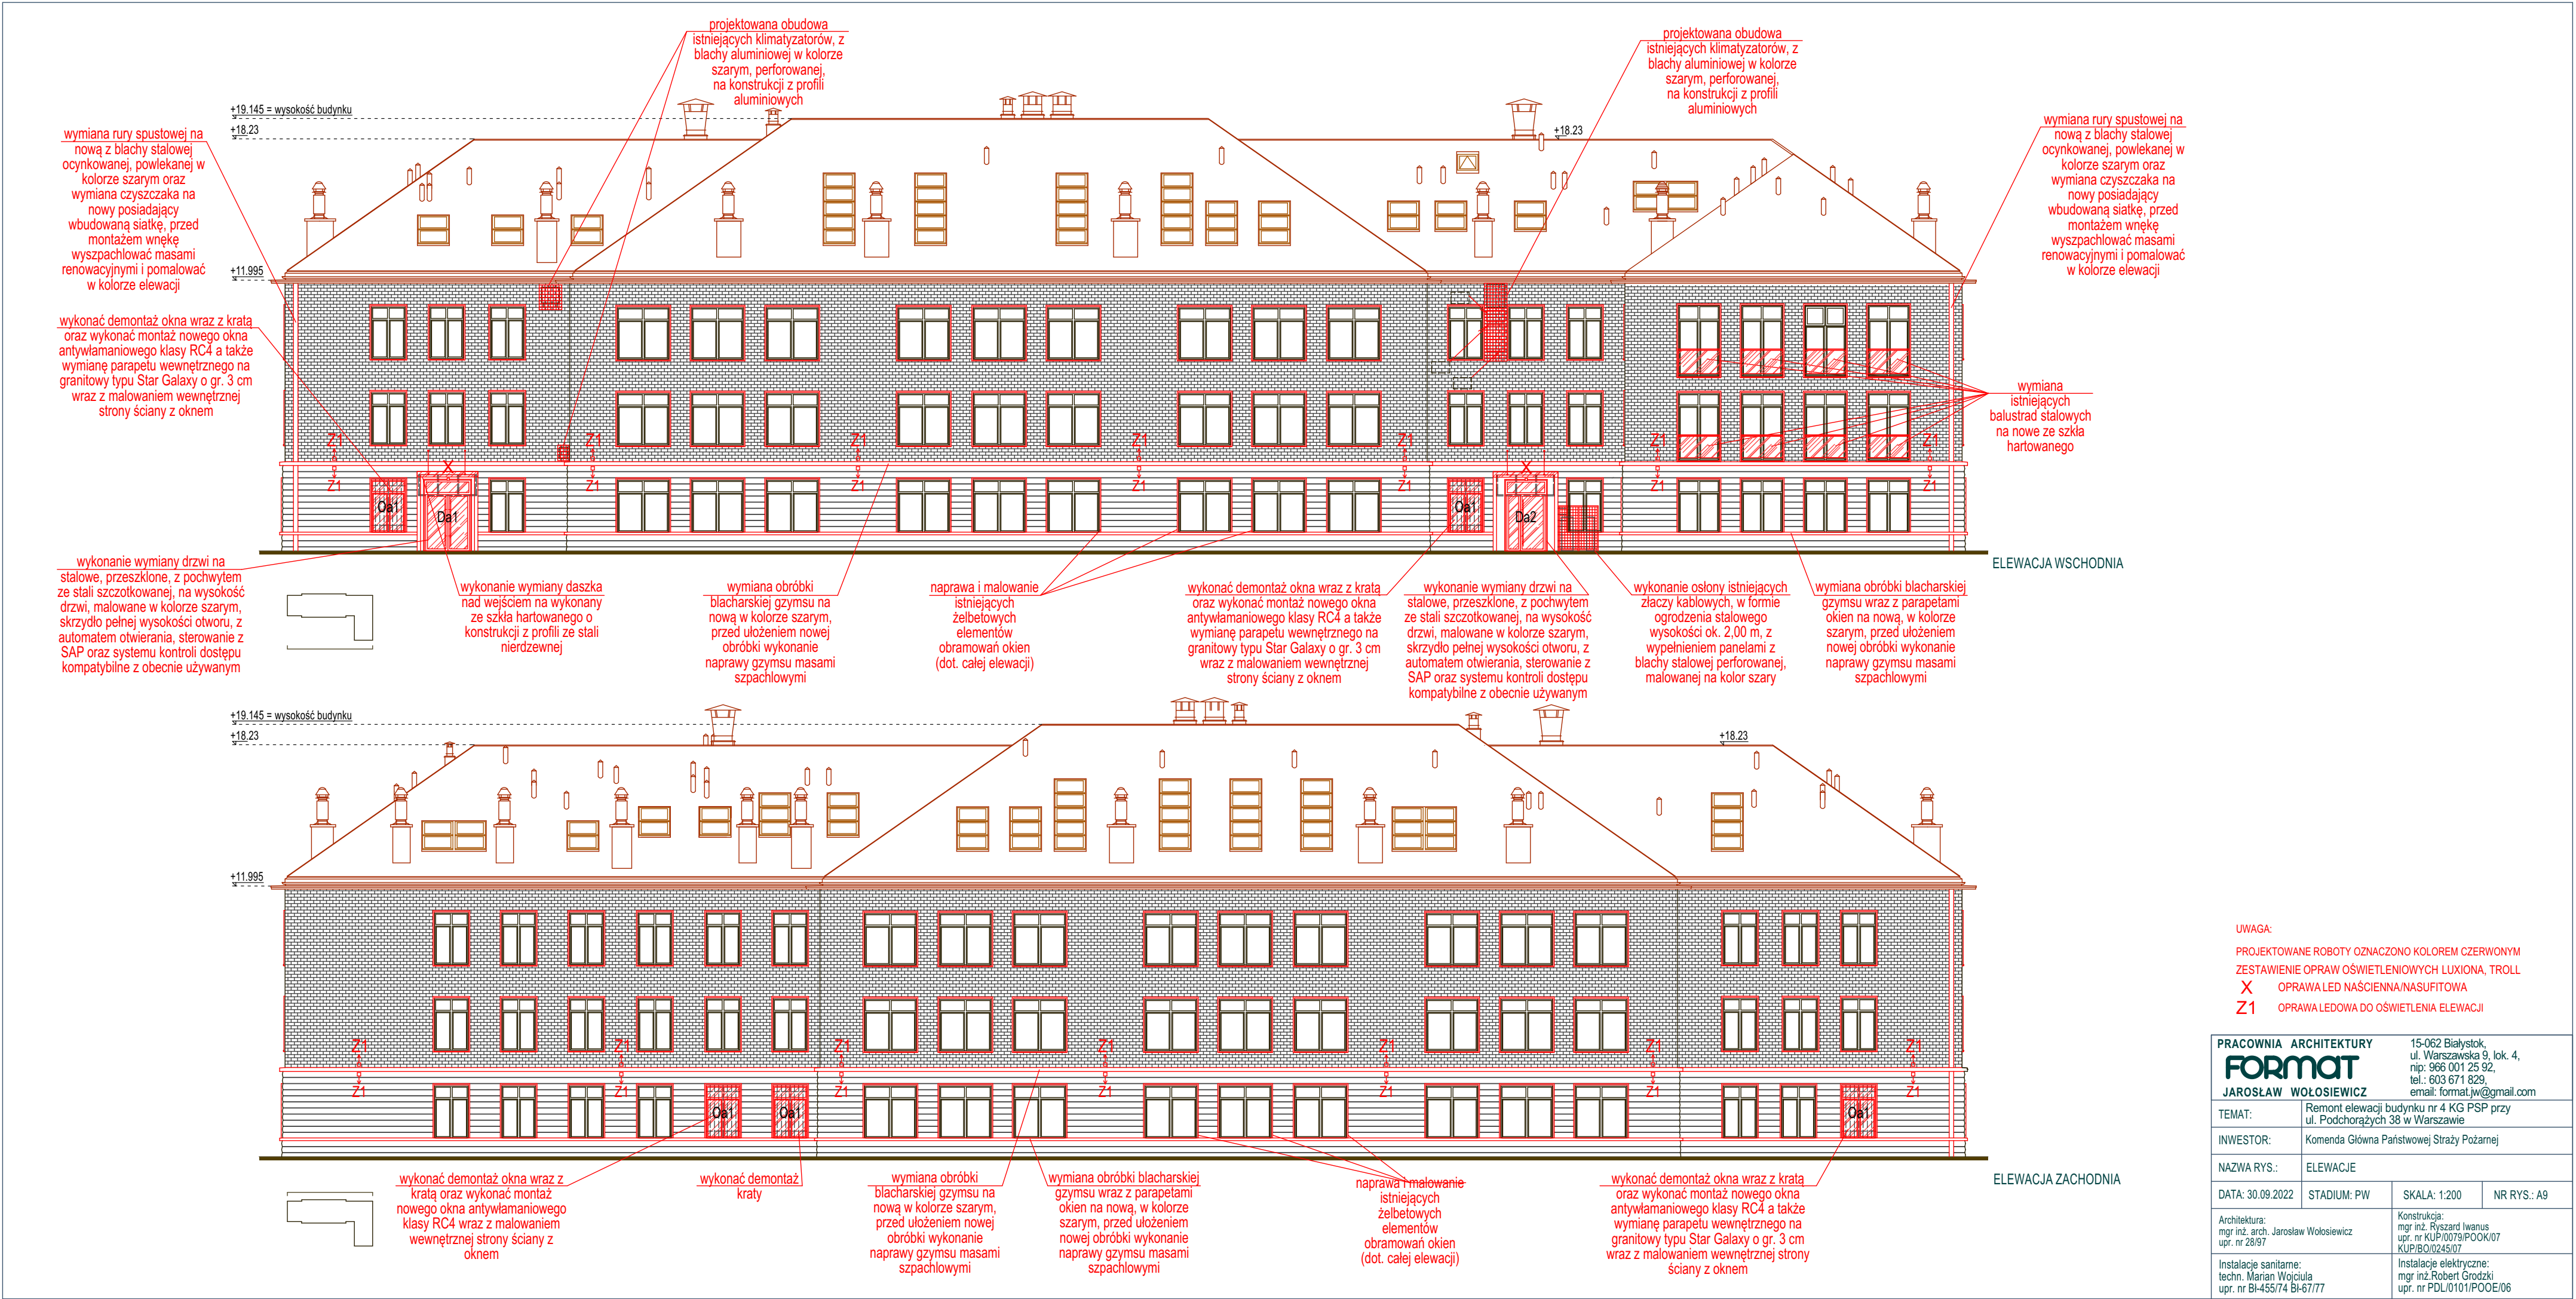 projektowana obudowa
istniejących klimatyzatorów, z
blachy aluminiowej w kolorze
szarym, perforowanej,
na konstrukcji z profili
aluminiowych
projektowana obudowa
istniejących klimatyzatorów, z
blachy aluminiowej w kolorze
szarym, perforowanej,
na konstrukcji z profili
aluminiowych
+19.145 = wysokość budynku
+18.23
+18.23
+11.995
wymiana rury spustowej na
nową z blachy stalowej
ocynkowanej, powlekanej w
kolorze szarym oraz
wymiana czyszczaka na
nowy posiadający
wbudowaną siatkę, przed
montażem wnękę
wyszpachlować masami
renowacyjnymi i pomalować
w kolorze elewacji
wymiana rury spustowej na
nową z blachy stalowej
ocynkowanej, powlekanej w
kolorze szarym oraz
wymiana czyszczaka na
nowy posiadający
wbudowaną siatkę, przed
montażem wnękę
wyszpachlować masami
renowacyjnymi i pomalować
w kolorze elewacji
wykonać demontaż okna wraz z kratą
oraz wykonać montaż nowego okna
antywłamaniowego klasy RC4 a także
wymianę parapetu wewnętrznego na
granitowy typu Star Galaxy o gr. 3 cm
wraz z malowaniem wewnętrznej
strony ściany z oknem
wymiana
istniejących
balustrad stalowych
na nowe ze szkła
hartowanego
Z1 Z1 Z1 Z1 Z1 Z1 Z1
X X
Z1 Z1 Z1 Z1 Z1 Z1 Z1
Oa1 Da1 Oa1 Da2
ELEWACJA WSCHODNIA
wykonanie wymiany drzwi na
stalowe, przeszklone, z pochwytem
ze stali szczotkowanej, na wysokość
drzwi, malowane w kolorze szarym,
skrzydło pełnej wysokości otworu, z
automatem otwierania, sterowanie z
SAP oraz systemu kontroli dostępu
kompatybilne z obecnie używanym
wykonanie wymiany daszka
nad wejściem na wykonany
ze szkła hartowanego o
konstrukcji z profili ze stali
nierdzewnej
wymiana obróbki
blacharskiej gzymsu na
nową w kolorze szarym,
przed ułożeniem nowej
obróbki wykonanie
naprawy gzymsu masami
szpachlowymi
naprawa i malowanie
istniejących
żelbetowych
elementów
obramowań okien
(dot. całej elewacji)
wykonać demontaż okna wraz z kratą
oraz wykonać montaż nowego okna
antywłamaniowego klasy RC4 a także
wymianę parapetu wewnętrznego na
granitowy typu Star Galaxy o gr. 3 cm
wraz z malowaniem wewnętrznej
strony ściany z oknem
wykonanie wymiany drzwi na
stalowe, przeszklone, z pochwytem
ze stali szczotkowanej, na wysokość
drzwi, malowane w kolorze szarym,
skrzydło pełnej wysokości otworu, z
automatem otwierania, sterowanie z
SAP oraz systemu kontroli dostępu
kompatybilne z obecnie używanym
wykonanie osłony istniejących
złaczy kablowych, w formie
ogrodzenia stalowego
wysokości ok. 2,00 m, z
wypełnieniem panelami z
blachy stalowej perforowanej,
malowanej na kolor szary
wymiana obróbki blacharskiej
gzymsu wraz z parapetami
okien na nową, w kolorze
szarym, przed ułożeniem
nowej obróbki wykonanie
naprawy gzymsu masami
szpachlowymi
+19.145 = wysokość budynku
+18.23
+18.23
+11.995
Z1 Z1 Z1 Z1 Z1 Z1 Z1
Z1 Z1 Z1 Z1 Z1 Z1 Z1
Oa1 Oa1 Oa1
ELEWACJA ZACHODNIA
wykonać demontaż okna wraz z
kratą oraz wykonać montaż
nowego okna antywłamaniowego
klasy RC4 wraz z malowaniem
wewnętrznej strony ściany z
oknem
wykonać demontaż
kraty
wymiana obróbki
blacharskiej gzymsu na
nową w kolorze szarym,
przed ułożeniem nowej
obróbki wykonanie
naprawy gzymsu masami
szpachlowymi
wymiana obróbki blacharskiej
gzymsu wraz z parapetami
okien na nową, w kolorze
szarym, przed ułożeniem
nowej obróbki wykonanie
naprawy gzymsu masami
szpachlowymi
naprawa i malowanie
istniejących
żelbetowych
elementów
obramowań okien
(dot. całej elewacji)
wykonać demontaż okna wraz z kratą
oraz wykonać montaż nowego okna
antywłamaniowego klasy RC4 a także
wymianę parapetu wewnętrznego na
granitowy typu Star Galaxy o gr. 3 cm
wraz z malowaniem wewnętrznej strony
ściany z oknem
UWAGA:
PROJEKTOWANE ROBOTY OZNACZONO KOLOREM CZERWONYM
ZESTAWIENIE OPRAW OŚWIETLENIOWYCH LUXIONA, TROLL
X OPRAWA LED NAŚCIENNA/NASUFITOWA
Z1 OPRAWA LEDOWA DO OŚWIETLENIA ELEWACJI
PRACOWNIA ARCHITEKTURY
FORMAT
JAROSŁAW WOŁOSIEWICZ
15-062 Białystok,
ul. Warszawska 9, lok. 4,
nip: 966 001 25 92,
tel.: 603 671 829,
email: format.jw@gmail.com
TEMAT: Remont elewacji budynku nr 4 KG PSP przy
ul. Podchorążych 38 w Warszawie
INWESTOR: Komenda Główna Państwowej Straży Pożarnej
NAZWA RYS.: ELEWACJE
DATA: 30.09.2022 STADIUM: PW SKALA: 1:200 NR RYS.: A9
Architektura:
mgr inż. arch. Jarosław Wołosiewicz
upr. nr 28/97
Konstrukcja:
mgr inż. Ryszard Iwanus
upr. nr KUP/0079/POOK/07
KUP/BO/0245/07
Instalacje sanitarne:
techn. Marian Wojciula
upr. nr Bł-455/74 Bł-67/77
Instalacje elektryczne:
mgr inż.Robert Grodzki
upr. nr PDL/0101/POOE/06